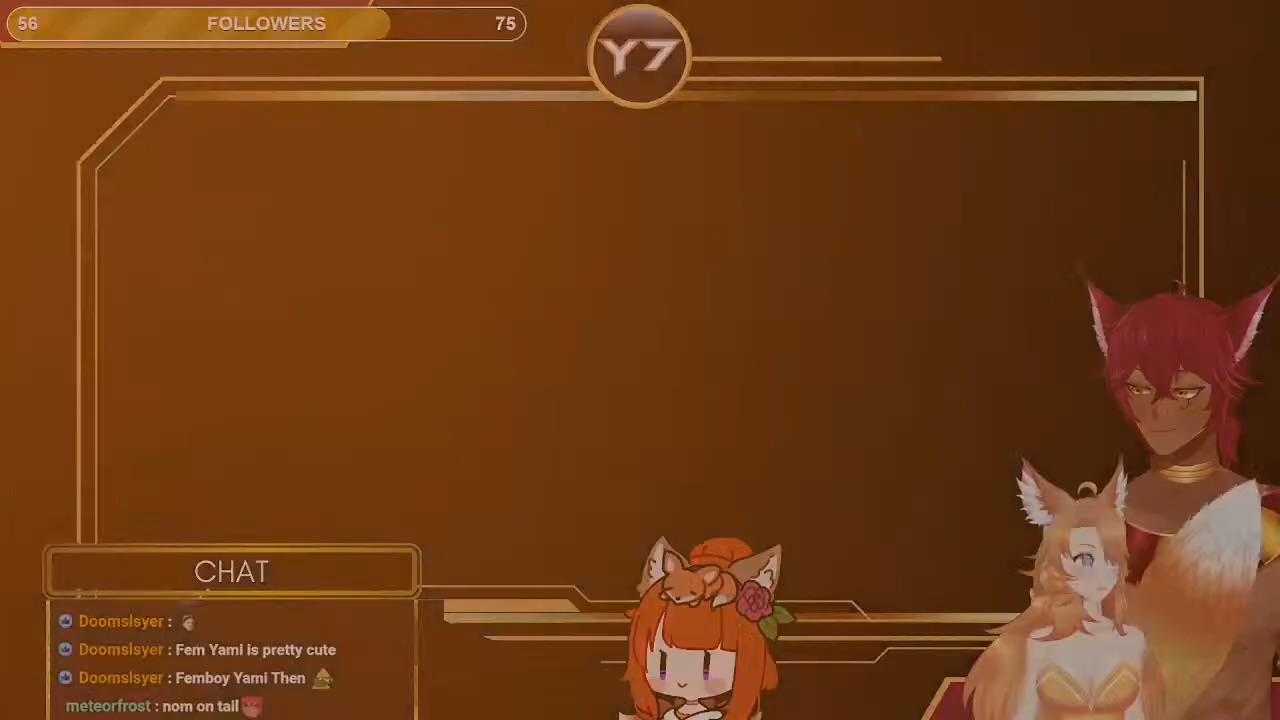 56 FOLLOWERS 75
Y7
CHAT
Doomslsyer :
Doomslsyer : Fem Yami is pretty cute
Doomslsyer : Femboy Yami Then
meteorfrost : nom on tail